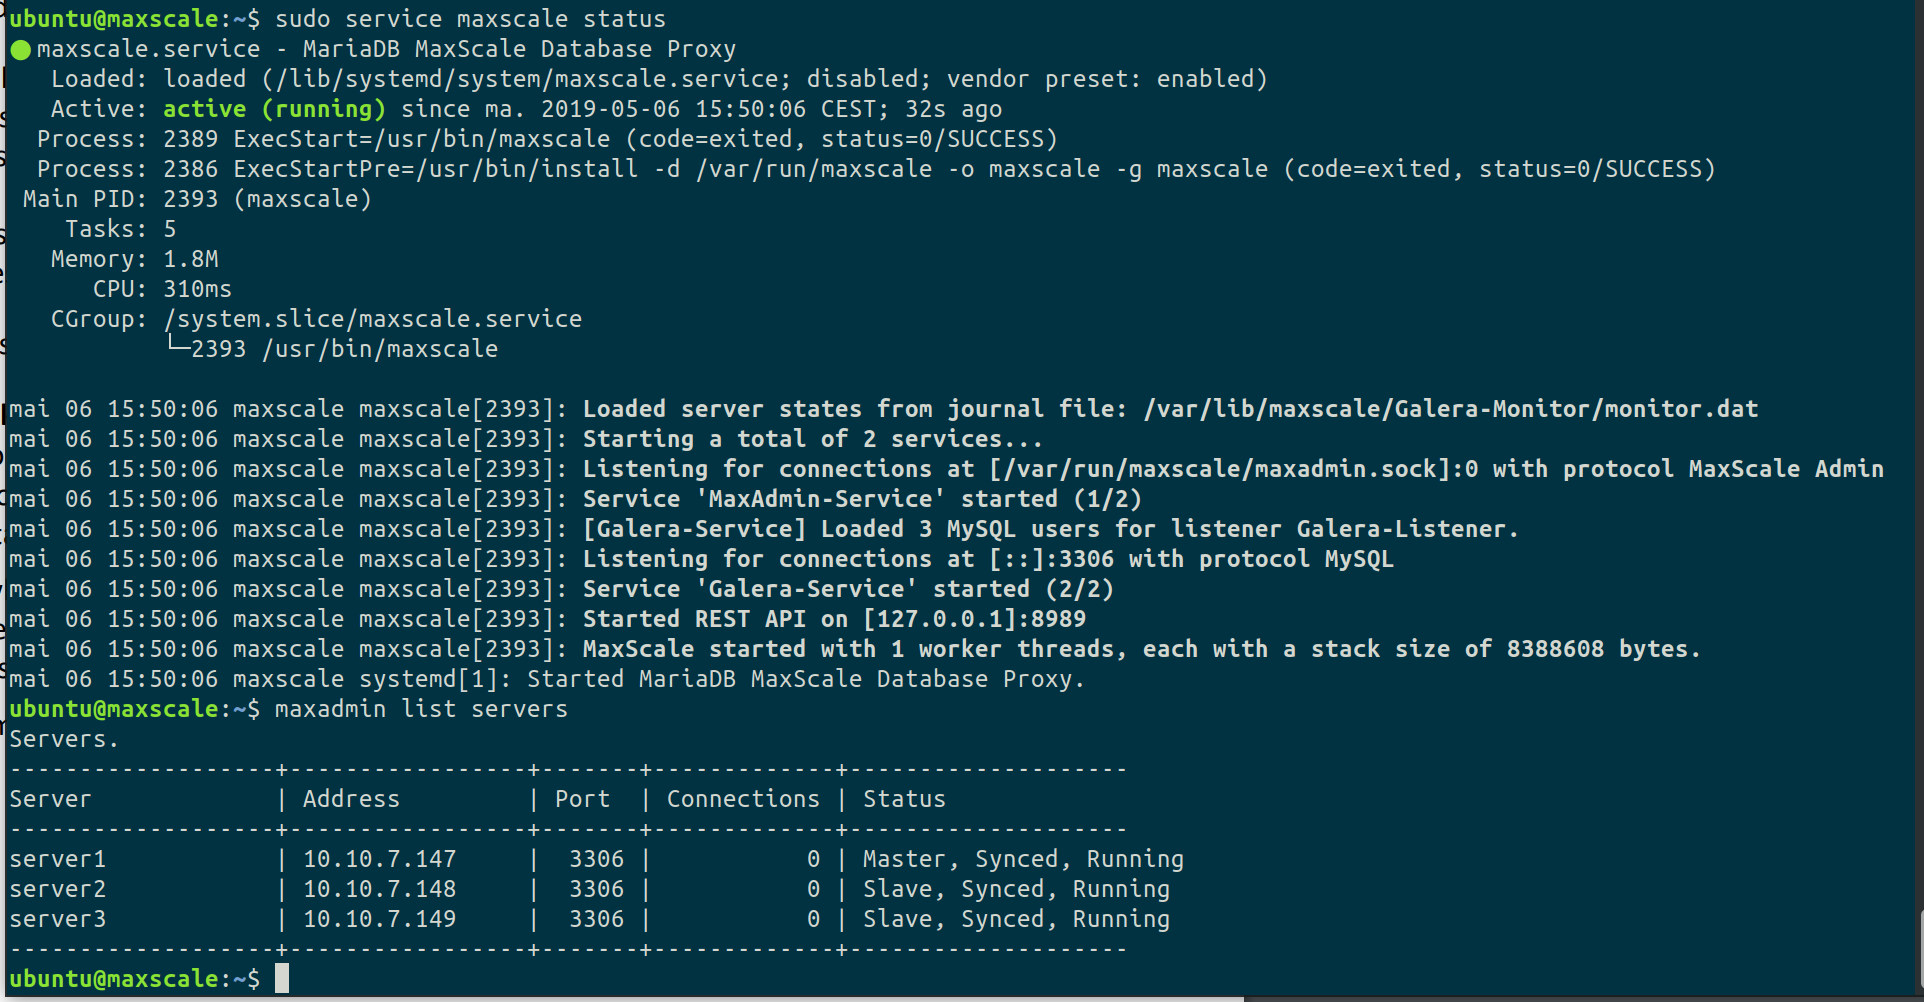 ubuntu@maxscale:~$ sudo service maxscale status
● maxscale.service - MariaDB MaxScale Database Proxy
   Loaded: loaded (/lib/systemd/system/maxscale.service; disabled; vendor preset: enabled)
   Active: active (running) since ma. 2019-05-06 15:50:06 CEST; 32s ago
  Process: 2389 ExecStart=/usr/bin/maxscale (code=exited, status=0/SUCCESS)
  Process: 2386 ExecStartPre=/usr/bin/install -d /var/run/maxscale -o maxscale -g maxscale (code=exited, status=0/SUCCESS)
 Main PID: 2393 (maxscale)
    Tasks: 5
   Memory: 1.8M
      CPU: 310ms
   CGroup: /system.slice/maxscale.service
           └─2393 /usr/bin/maxscale

mai 06 15:50:06 maxscale maxscale[2393]: Loaded server states from journal file: /var/lib/maxscale/Galera-Monitor/monitor.dat
mai 06 15:50:06 maxscale maxscale[2393]: Starting a total of 2 services...
mai 06 15:50:06 maxscale maxscale[2393]: Listening for connections at [/var/run/maxscale/maxadmin.sock]:0 with protocol MaxScale Admin
mai 06 15:50:06 maxscale maxscale[2393]: Service 'MaxAdmin-Service' started (1/2)
mai 06 15:50:06 maxscale maxscale[2393]: [Galera-Service] Loaded 3 MySQL users for listener Galera-Listener.
mai 06 15:50:06 maxscale maxscale[2393]: Listening for connections at [::]:3306 with protocol MySQL
mai 06 15:50:06 maxscale maxscale[2393]: Service 'Galera-Service' started (2/2)
mai 06 15:50:06 maxscale maxscale[2393]: Started REST API on [127.0.0.1]:8989
mai 06 15:50:06 maxscale maxscale[2393]: MaxScale started with 1 worker threads, each with a stack size of 8388608 bytes.
mai 06 15:50:06 maxscale systemd[1]: Started MariaDB MaxScale Database Proxy.
ubuntu@maxscale:~$ maxadmin list servers
Servers.
-------------------+-----------------+-------+-------------+--------------------
Server             | Address         | Port  | Connections | Status
-------------------+-----------------+-------+-------------+--------------------
server1            | 10.10.7.147     |  3306 |           0 | Master, Synced, Running
server2            | 10.10.7.148     |  3306 |           0 | Slave, Synced, Running
server3            | 10.10.7.149     |  3306 |           0 | Slave, Synced, Running
-------------------+-----------------+-------+-------------+--------------------
ubuntu@maxscale:~$